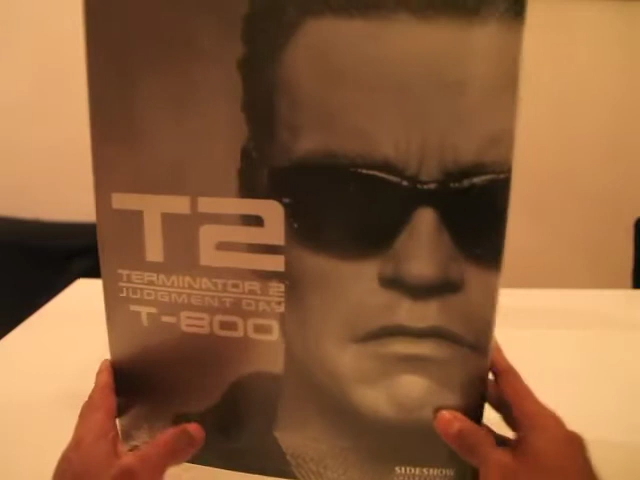 T2
TERMINATOR 2
JUDGMENT DAY
T-800
SIDESHOW